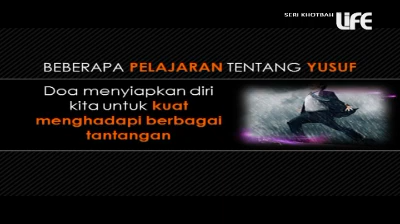 SERI KHOTBAH
LiFE
BEBERAPA PELAJARAN TENTANG YUSUF
Doa menyiapkan diri
kita untuk kuat
menghadapi berbagai
tantangan